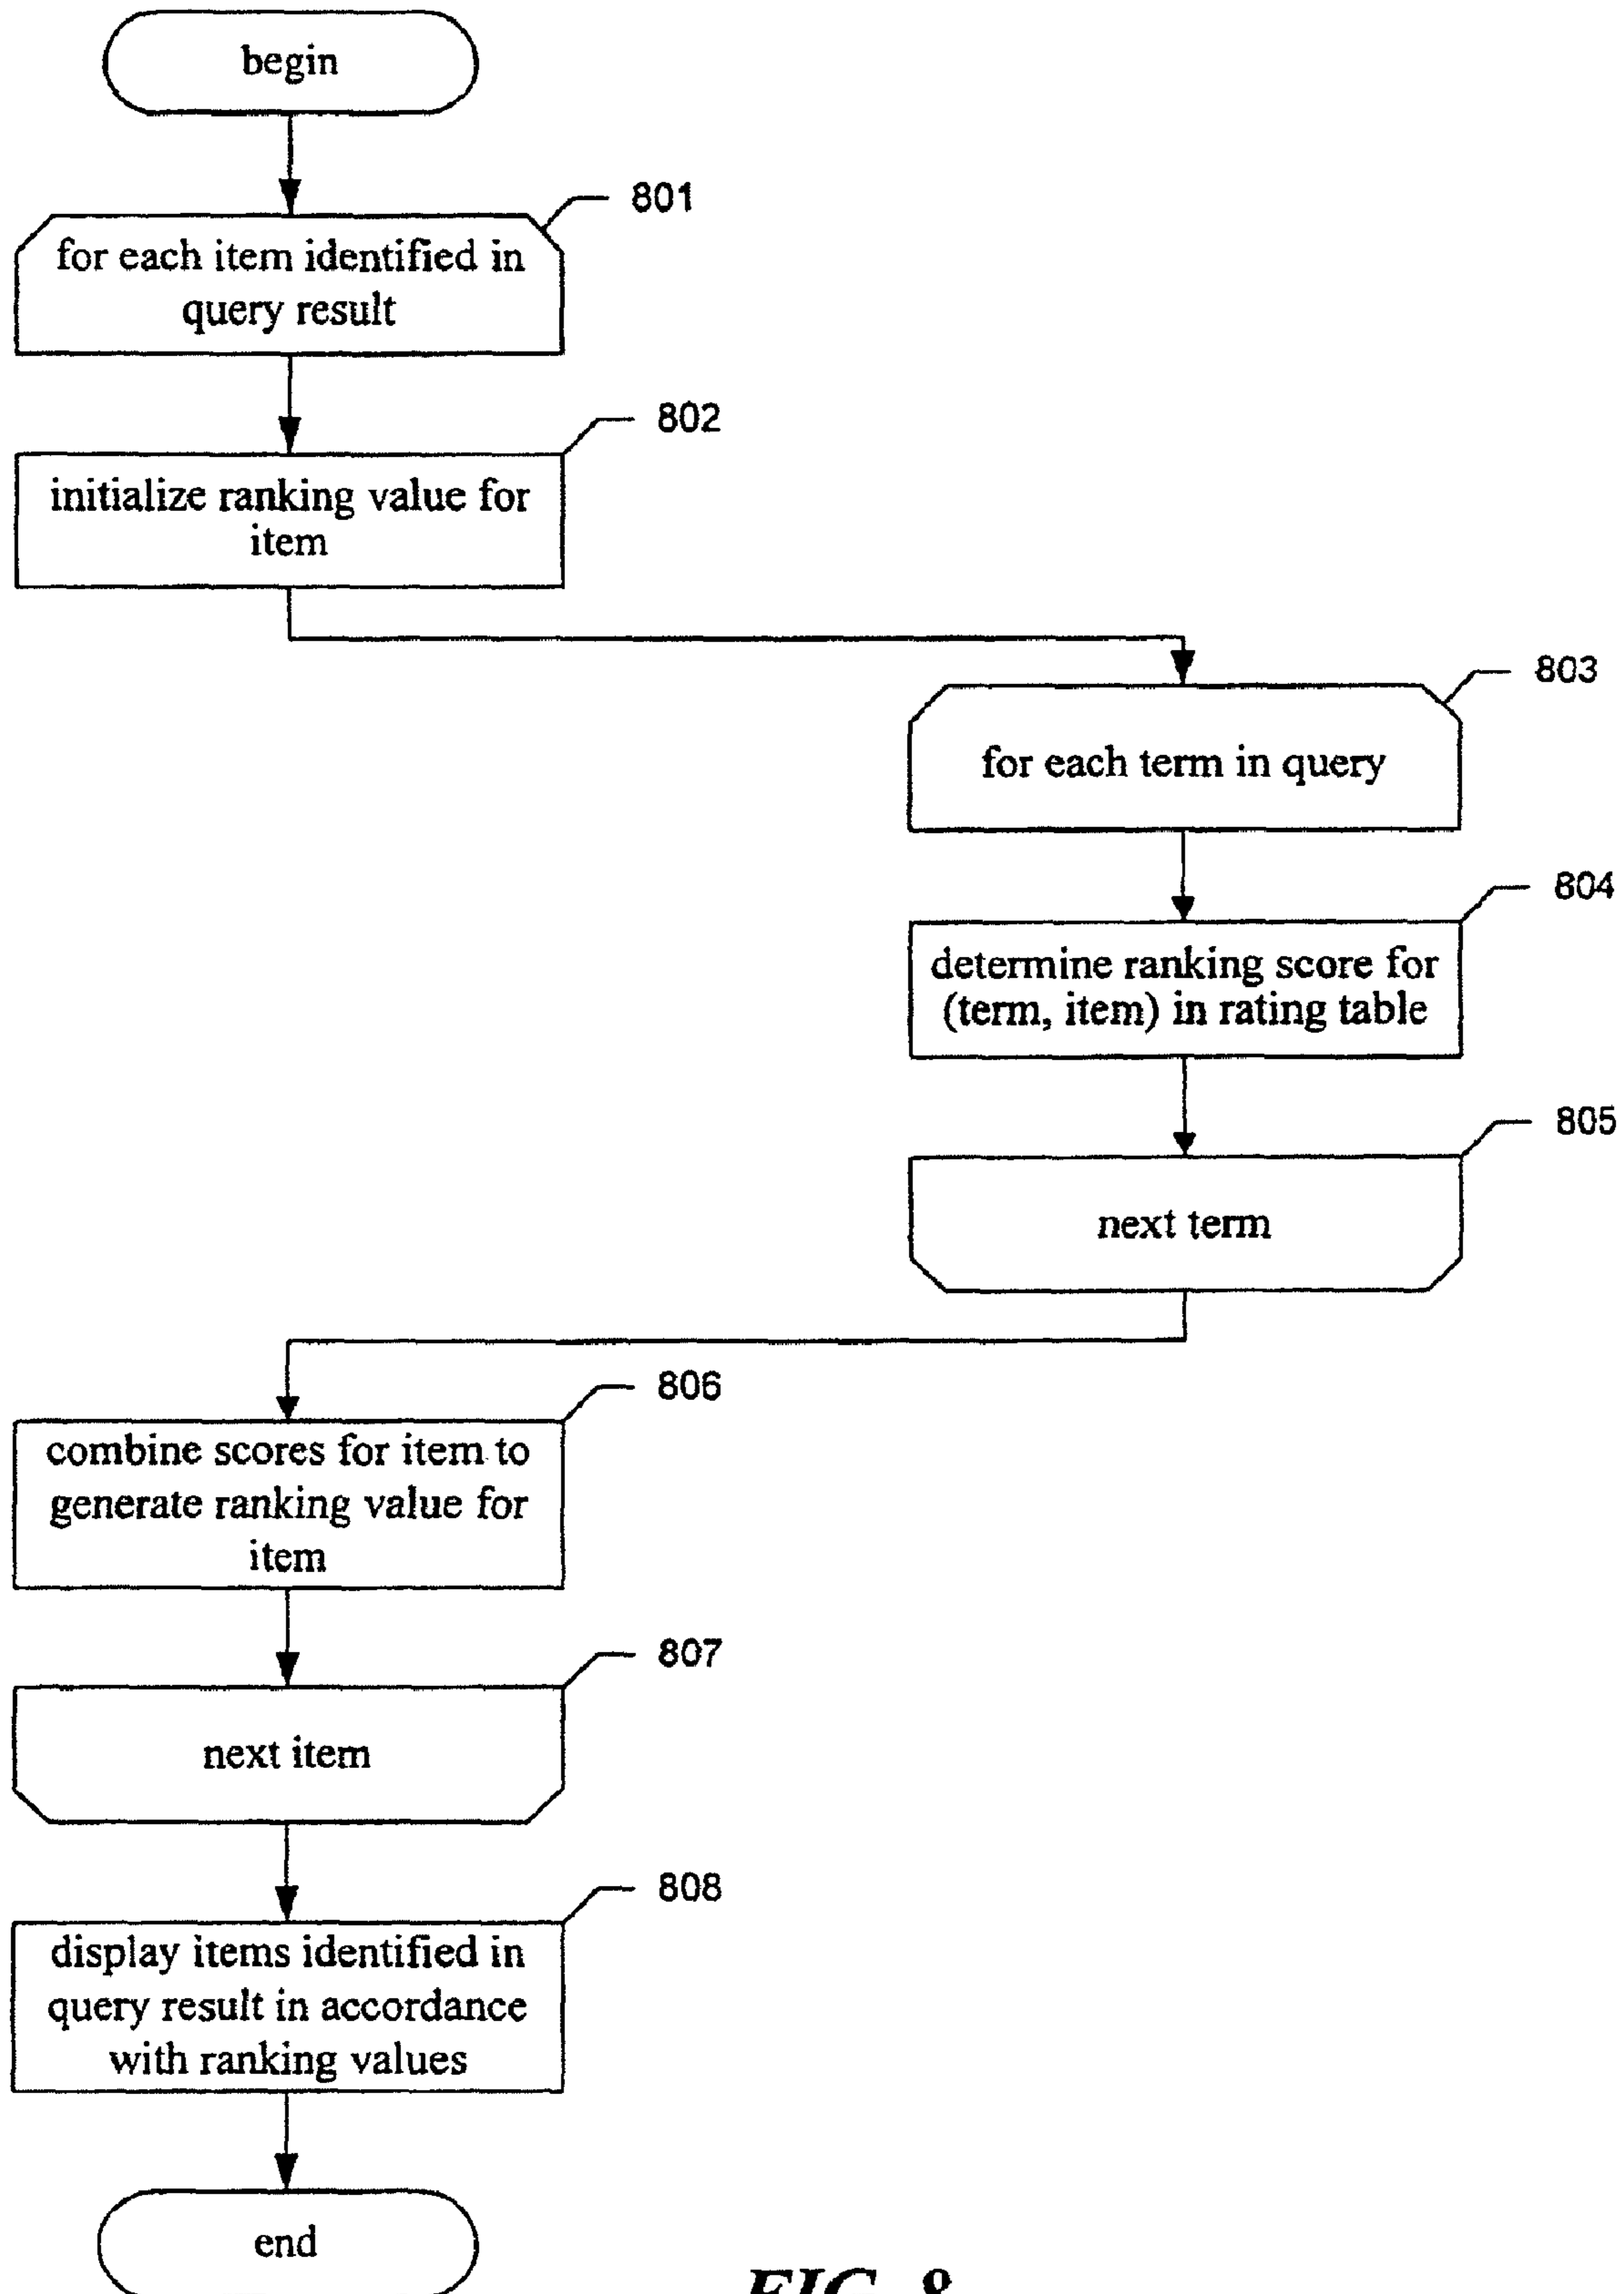 begin
801
for each item identified in
query result
802
initialize ranking value for
item
803
for each term in query
804
determine ranking score for
(term, item) in rating table
805
next term
806
combine scores for item to
generate ranking value for
item
807
next item
808
display items identified in
query result in accordance
with ranking values
end
FIG. 8